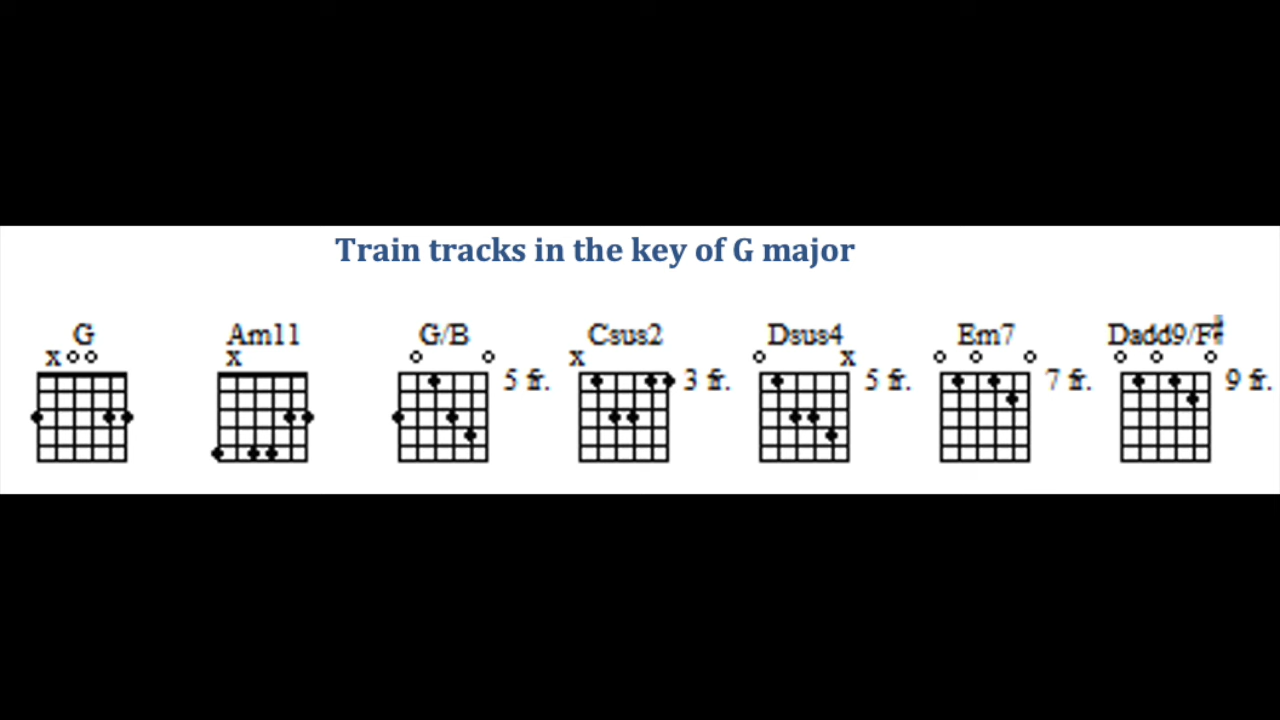 Train tracks in the key of G major
G Am11 G/B Csus2 Dsus4 Em7 Dadd9/F#
x o o x o o x o x o o o o o o
5 fr. 3 fr. 5 fr. 7 fr. 9 fr.